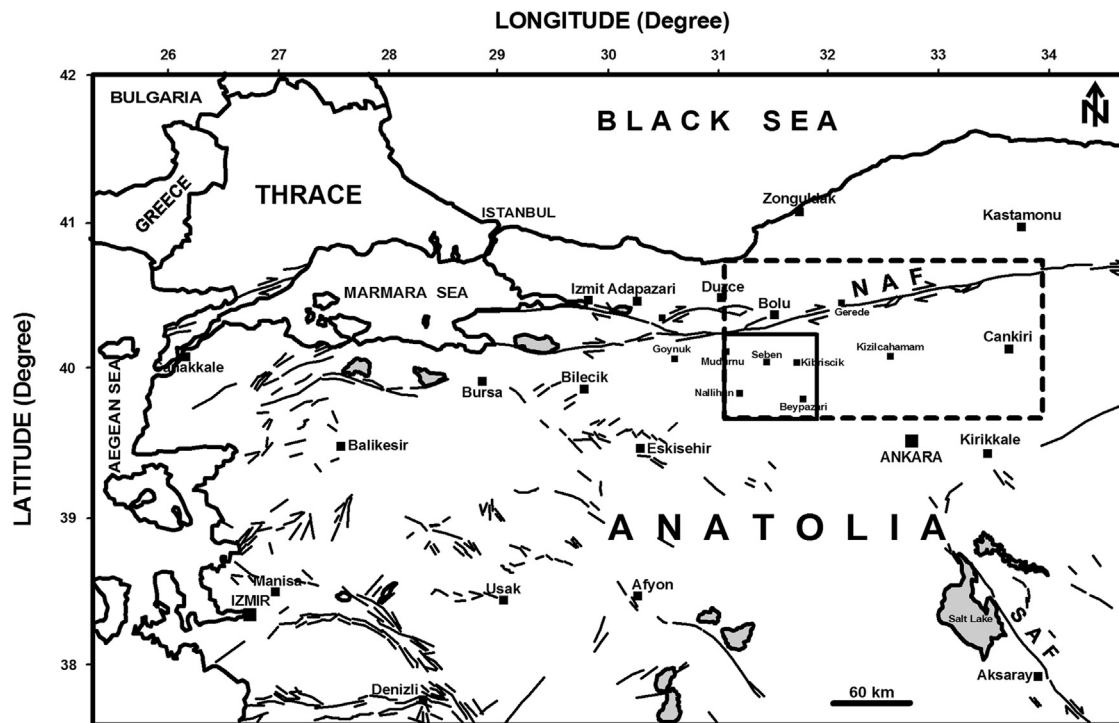 LONGITUDE (Degree)
26 27 28 29 30 31 32 33 34
42
BULGARIA
N
BLACK SEA
GREECE
THRACE
Zonguldak
ISTANBUL
Kastamonu
41
MARMARA SEA
Izmit Adapazari
Duzce
Bolu
NAF
Gerede
Cankiri
Canakkale
Goynuk
Mudurnu
Seben
Kibriscik
Kizilcahamam
40
Bursa
Bilecik
Nallihan
Beypazari
AEGEAN SEA
LATITUDE (Degree)
Balikesir
Eskisehir
ANKARA
Kirikkale
39
ANATOLIA
Manisa
IZMIR
Usak
Afyon
Salt Lake
SAF
38
Denizli
60 km
Aksaray